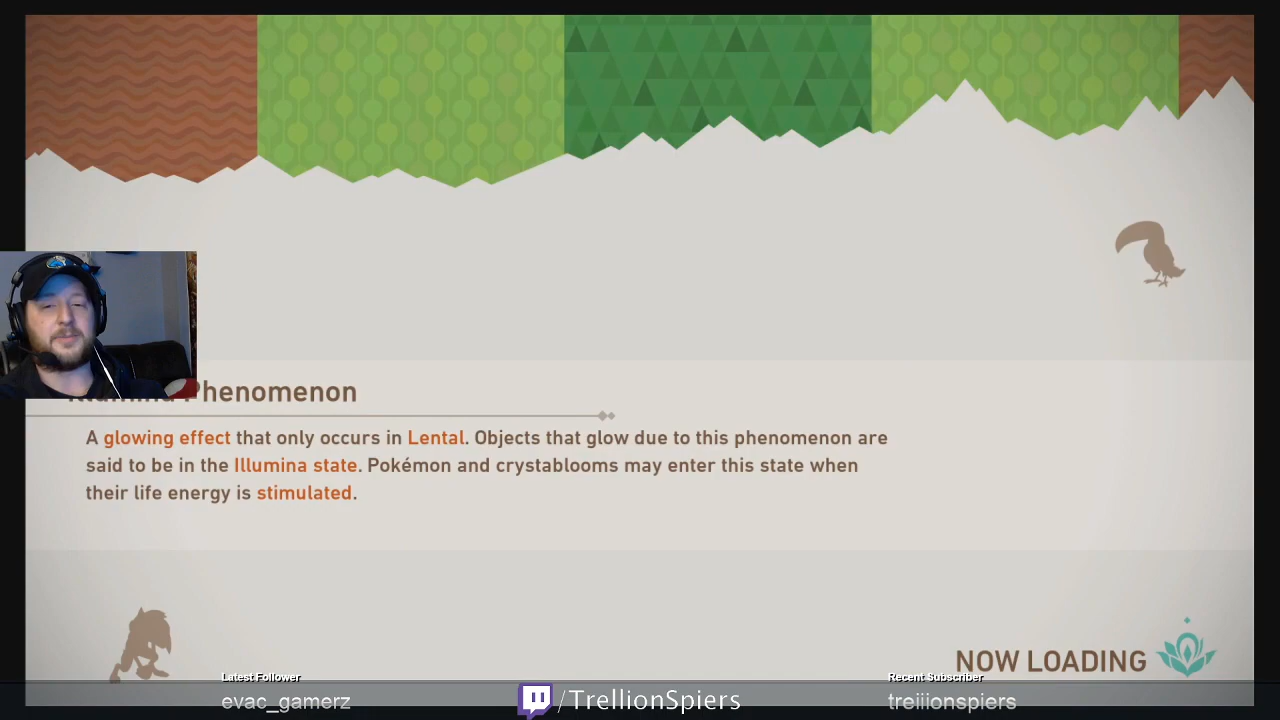 Phenomenon
A glowing effect that only occurs in Lental. Objects that glow due to this phenomenon are
said to be in the Illumina state. Pokémon and crystablooms may enter this state when
their life energy is stimulated.
NOW LOADING
Latest Follower
evac_gamerz
/TrellionSpiers
Recent Subscriber
treiiionspiers